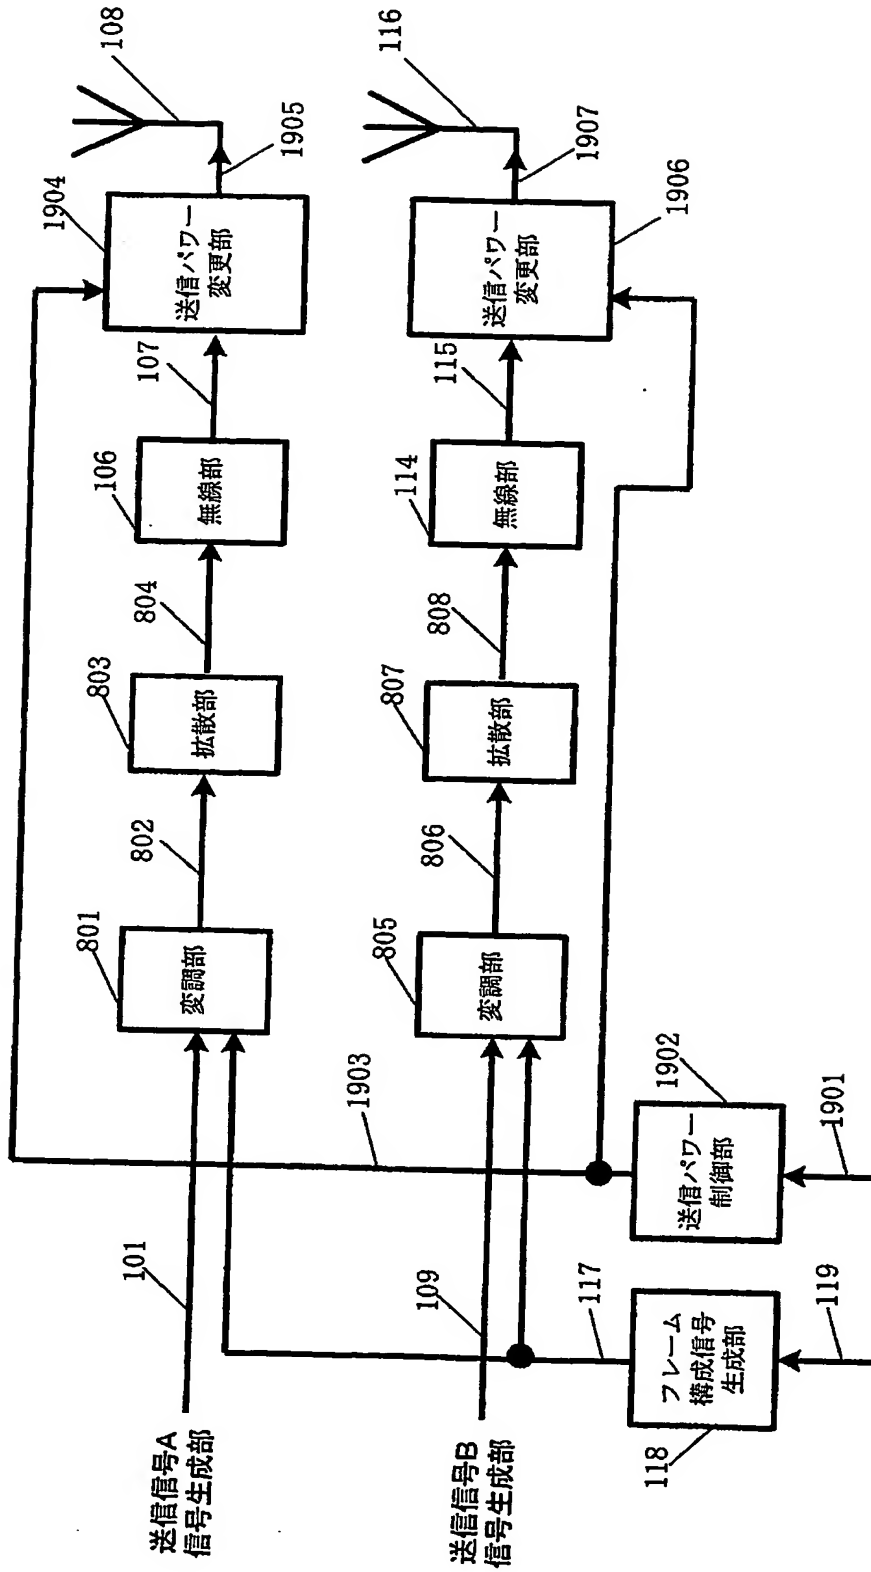 送信信号A
信号生成部
101
801
変調部
802
803
拡散部
804
106
無線部
107
1904
送信パワー
変更部
1905
108
送信信号B
信号生成部
109
805
変調部
806
807
拡散部
808
114
無線部
115
送信パワー
変更部
1906
1907
116
1903
118
フレーム
構成信号
生成部
117
119
1902
送信パワー
制御部
1901